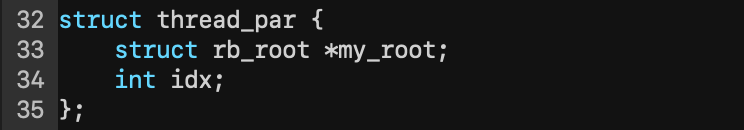 32 struct thread_par {
33     struct rb_root *my_root;
34     int idx;
35 };